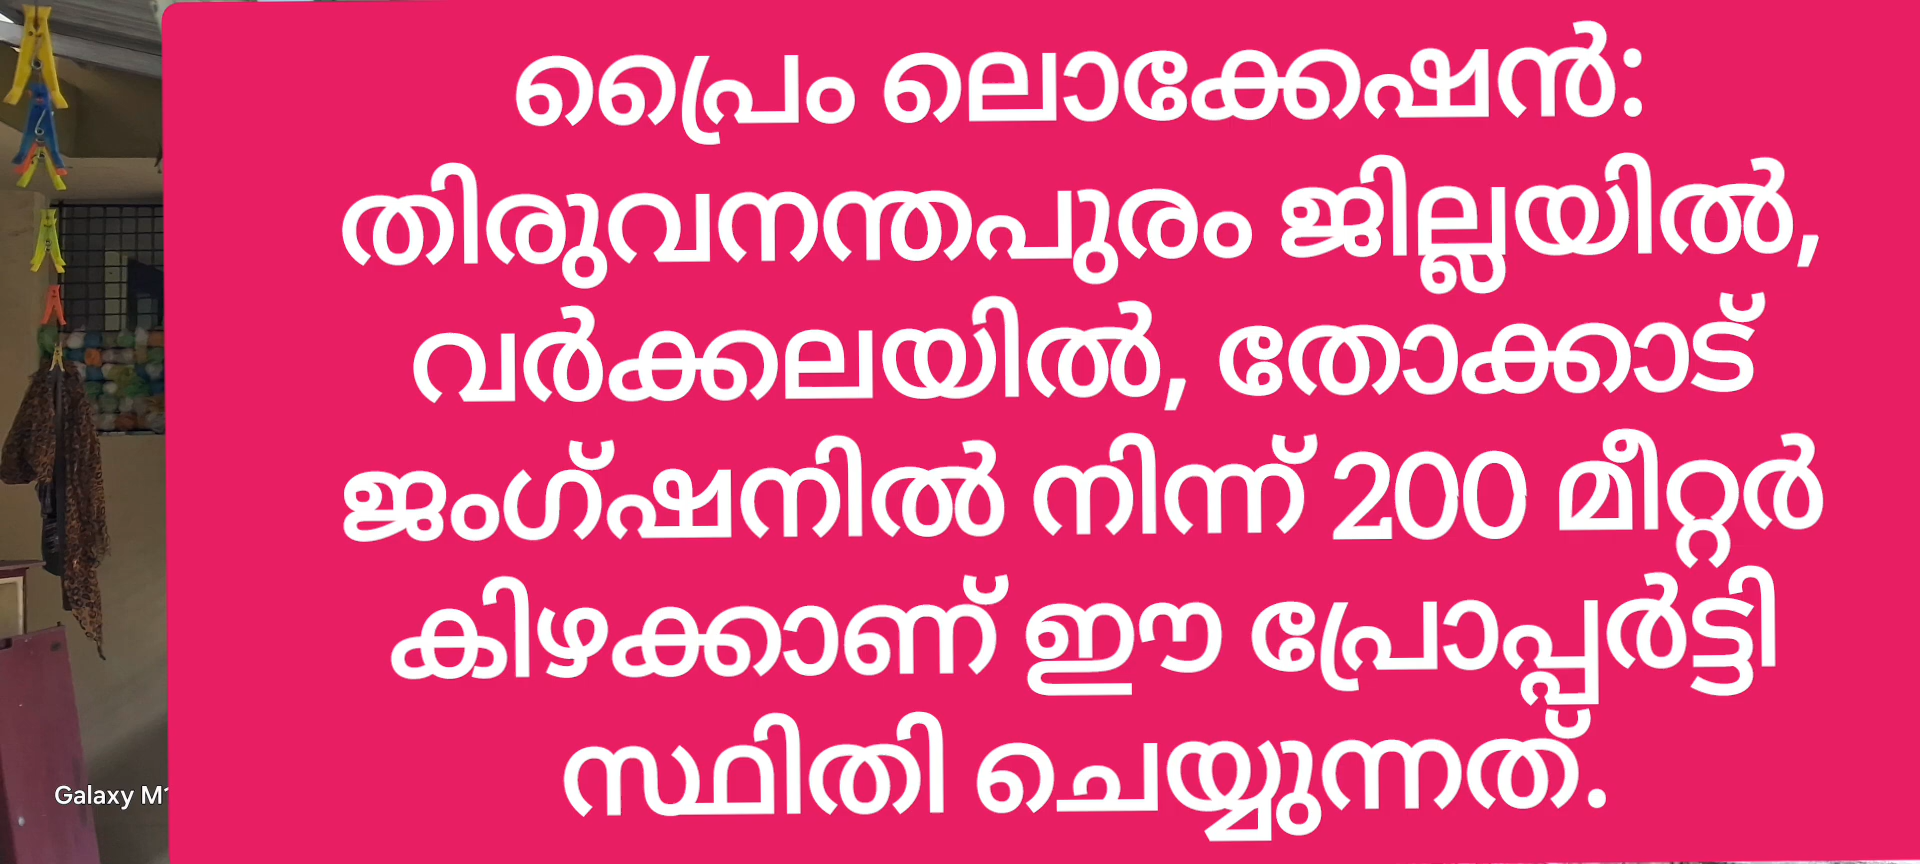 പ്രൈം ലൊക്കേഷൻ:
തിരുവനന്തപുരം ജില്ലയിൽ,
വർക്കലയിൽ, തോക്കാട്
ജംഗ്ഷനിൽ നിന്ന് 200 മീറ്റർ
കിഴക്കാണ് ഈ പ്രോപ്പർട്ടി
സ്ഥിതി ചെയ്യുന്നത്.
Galaxy M1